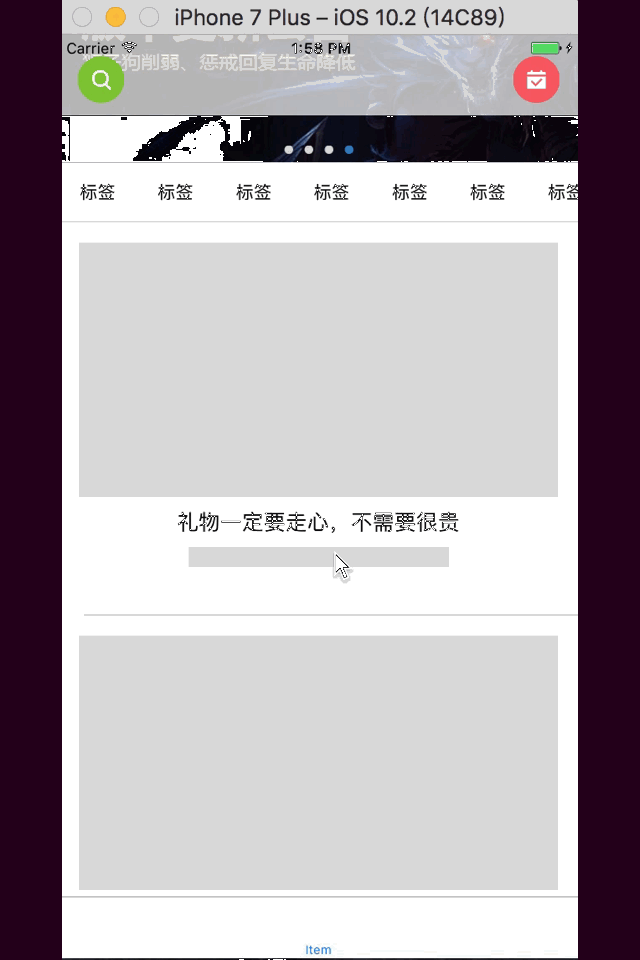 iPhone 7 Plus – iOS 10.2 (14C89)
Carrier 1:58 PM
狗削弱、惩戒回复生命降低
标签 标签 标签 标签 标签 标签 标签
礼物一定要走心，不需要很贵
Item